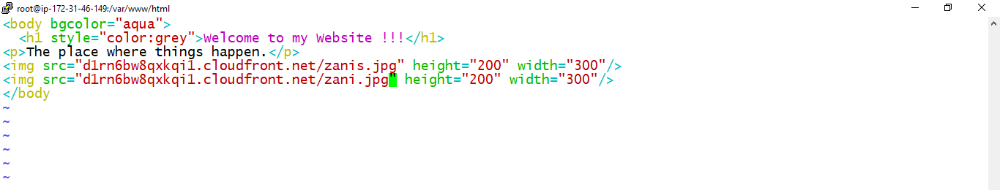 root@ip-172-31-46-149:/var/www/html
<body bgcolor="aqua">
  <h1 style="color:grey">Welcome to my Website !!!</h1>
<p>The place where things happen.</p>
<img src="d1rn6bw8qxkqi1.cloudfront.net/zanis.jpg" height="200" width="300"/>
<img src="d1rn6bw8qxkqi1.cloudfront.net/zani.jpg" height="200" width="300"/>
</body
~
~
~
~
~
~